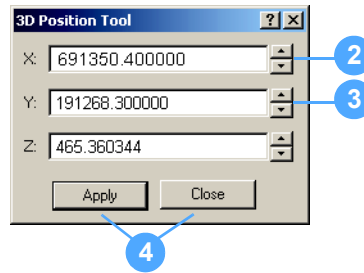 3D Position Tool ? ×
X: 691350.400000 2
Y: 191268.300000 3
Z: 465.360344
Apply Close
4